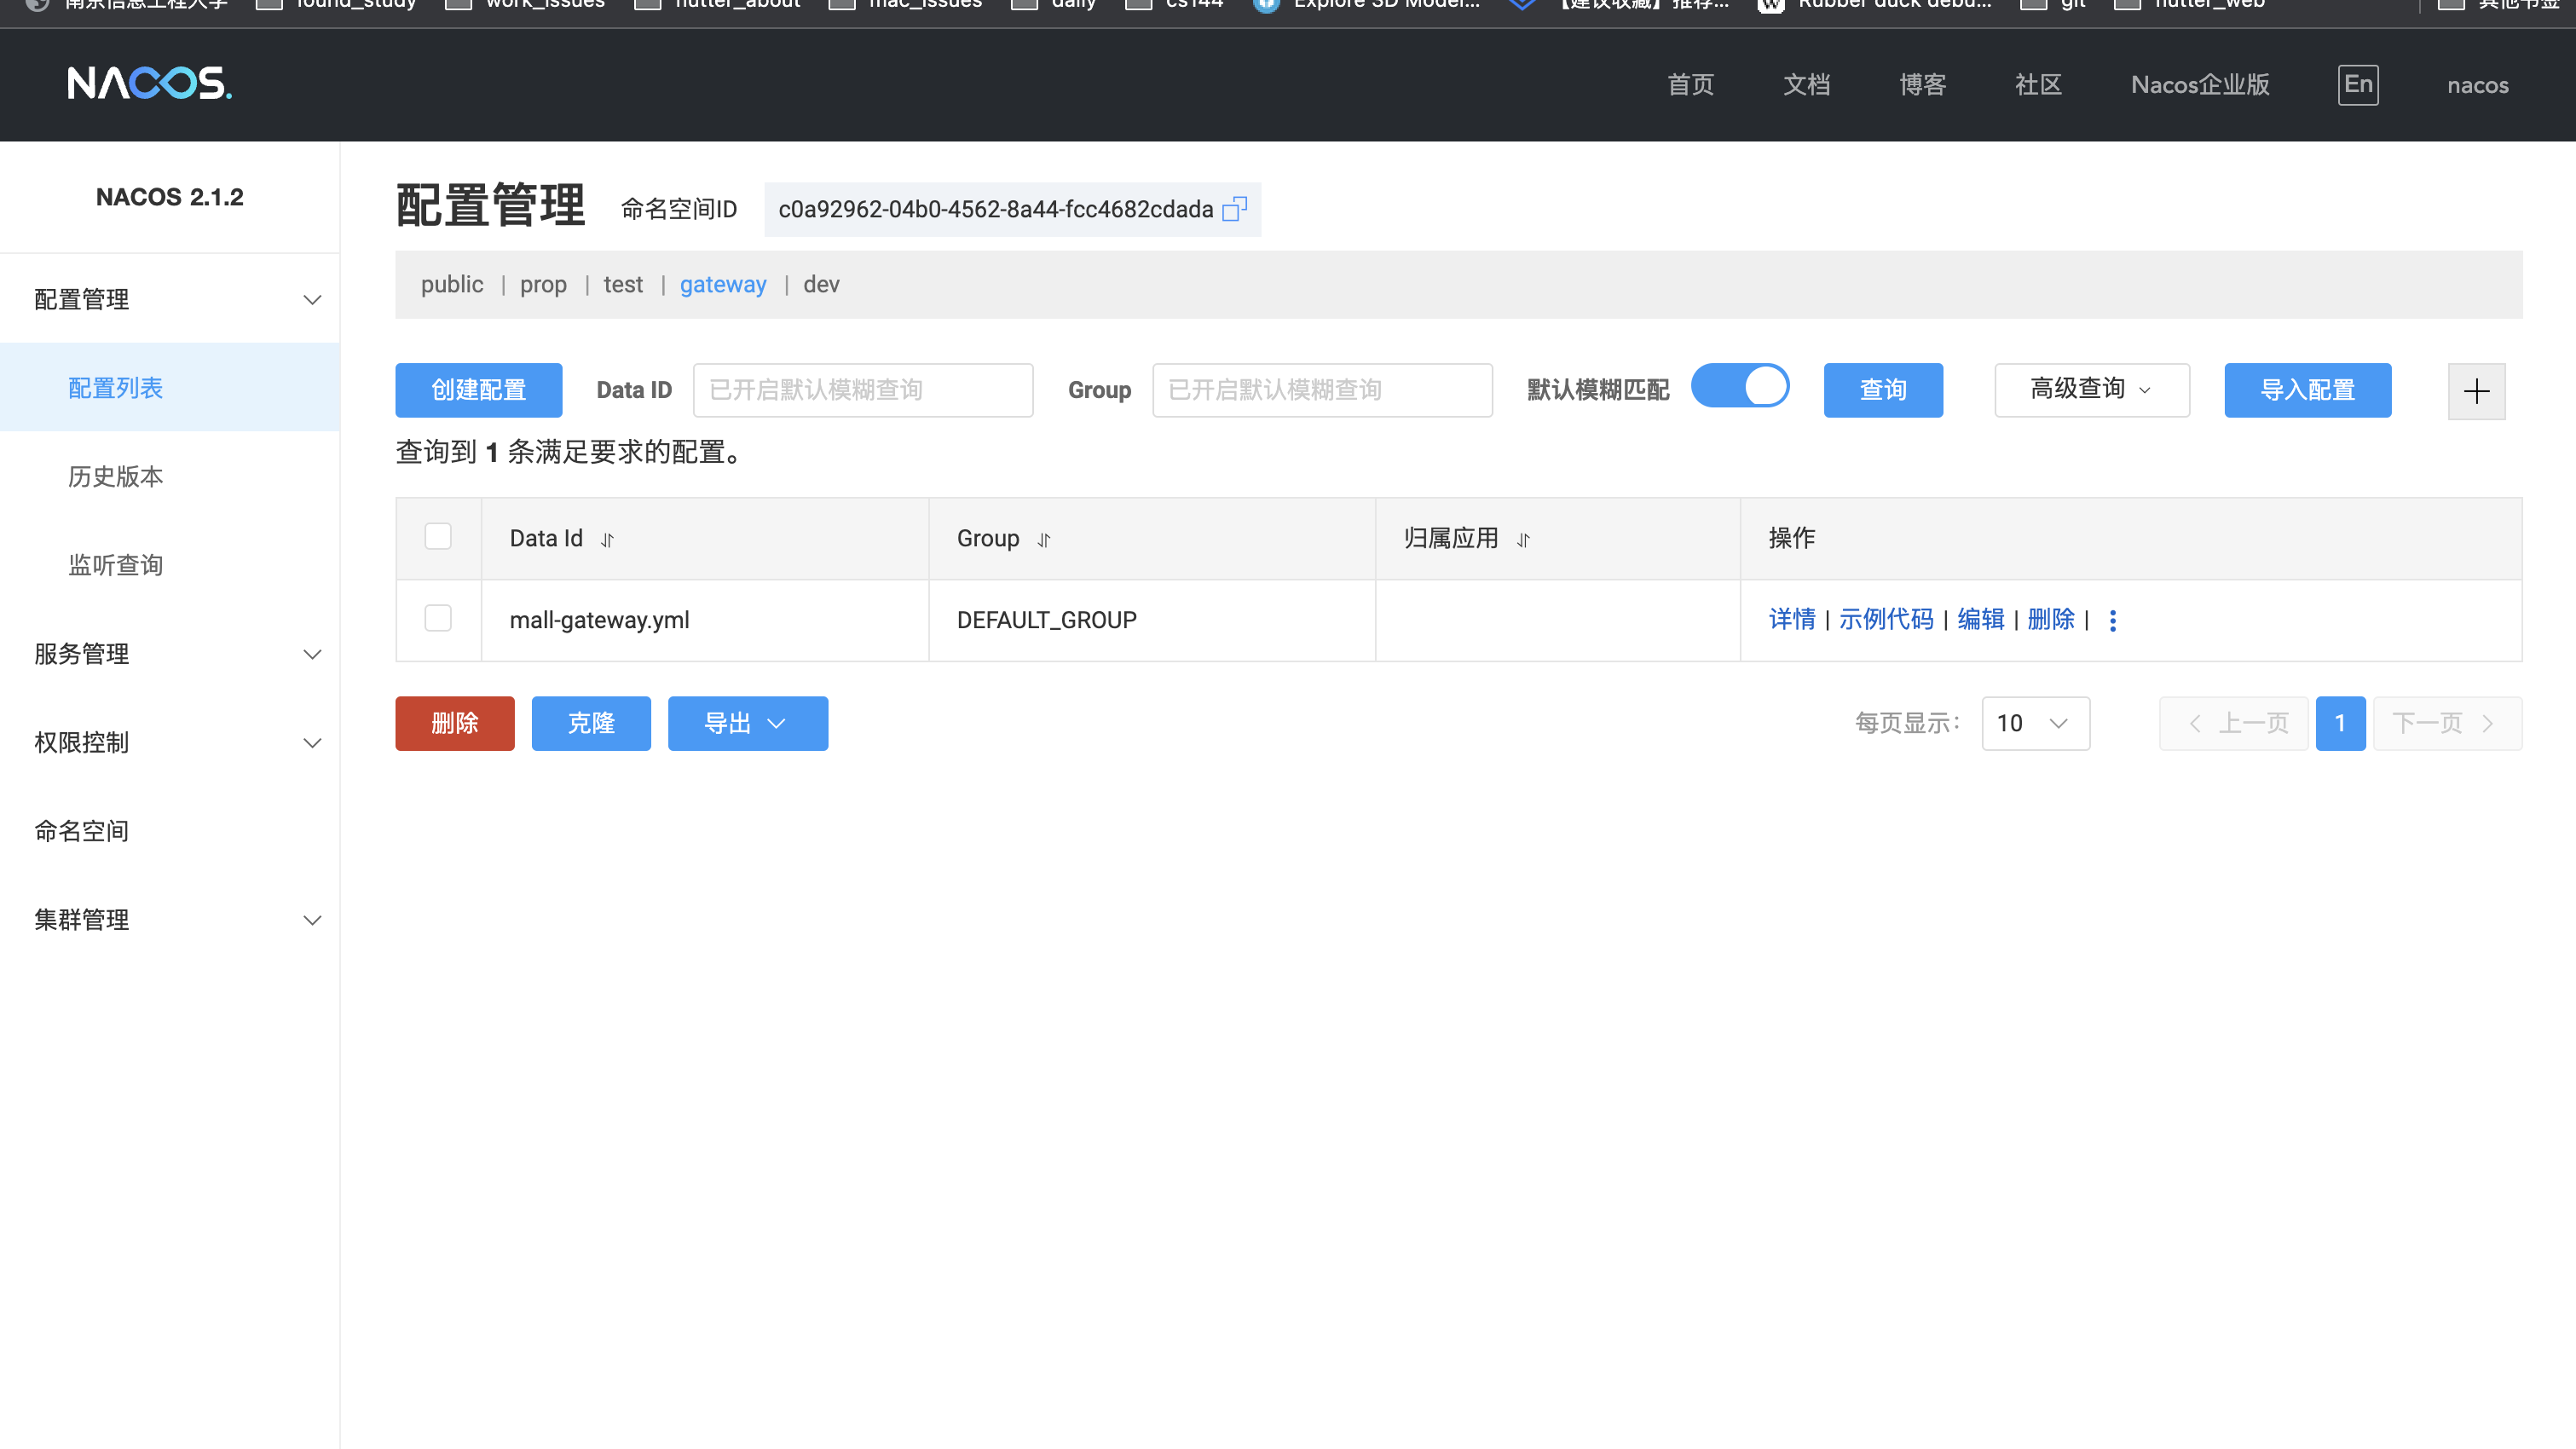 南京信息工程大学 found_study work_issues flutter_about mac_issues daily cs144 Explore 3D Model... 【建议收藏】推荐... Rubber duck debu... git flutter_web 其他书签
NACOS. 首页 文档 博客 社区 Nacos企业版 En nacos
NACOS 2.1.2
配置管理
配置列表
历史版本
监听查询
服务管理
权限控制
命名空间
集群管理
配置管理 命名空间ID c0a92962-04b0-4562-8a44-fcc4682cdada
public | prop | test | gateway | dev
创建配置 Data ID 已开启默认模糊查询 Group 已开启默认模糊查询 默认模糊匹配 查询 高级查询 导入配置
查询到 1 条满足要求的配置。
Data Id Group 归属应用 操作
mall-gateway.yml DEFAULT_GROUP 详情 | 示例代码 | 编辑 | 删除 |
删除 克隆 导出 每页显示： 10 上一页 1 下一页